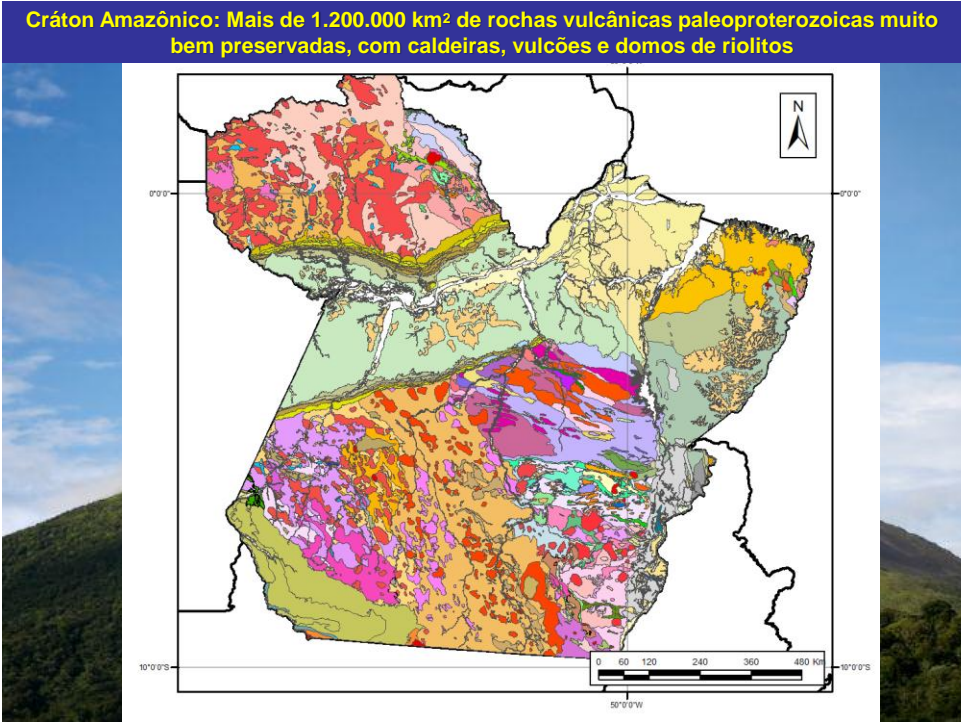 Cráton Amazônico: Mais de 1.200.000 km² de rochas vulcânicas paleoproterozoicas muito
bem preservadas, com caldeiras, vulcões e domos de riolitos
N
0°0'0"
0°0'0"
10°0'0"S
10°0'0"S
0 60 120 240 360 480 Km
50°0'0"W